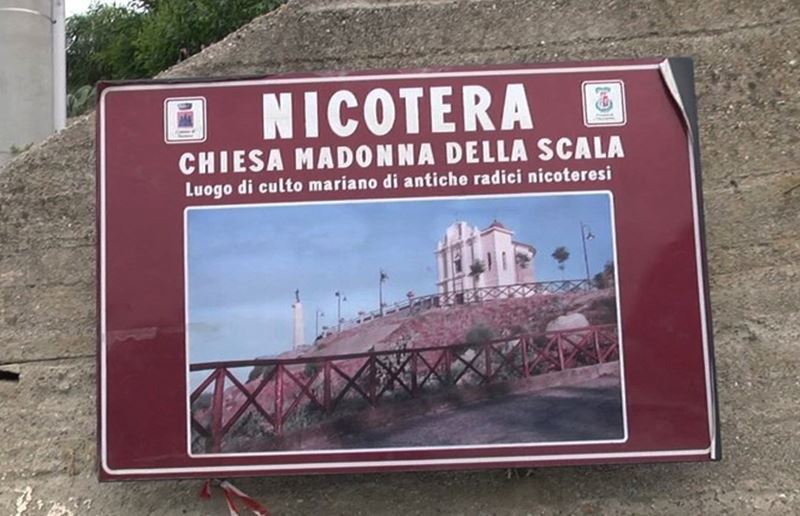 NICOTERA
CHIESA MADONNA DELLA SCALA
Luogo di culto mariano di antiche radici nicoteresi